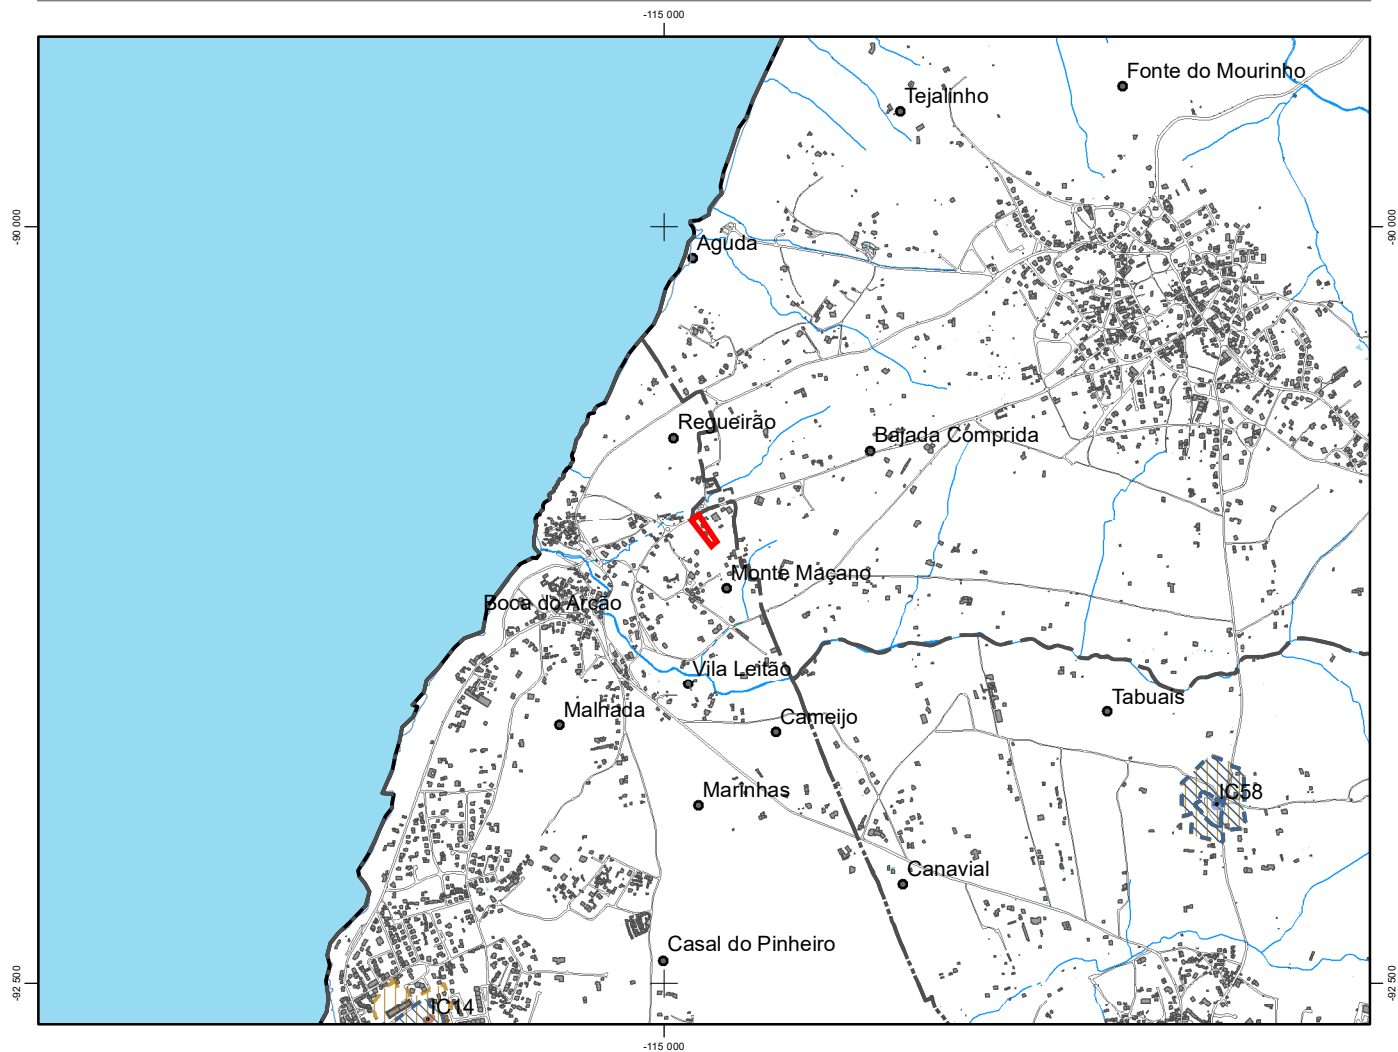 -115 000
Fonte do Mourinho
Tejalinho
-90 000
-90 000
Aguda
Regueirão
Bajada Comprida
Monte Maçano
Boca do Arcão
Vila Leitão
Tabuais
Malhada
Cameijo
IC58
Marinhas
Canavial
Casal do Pinheiro
-92 500
-92 500
IC14
-115 000